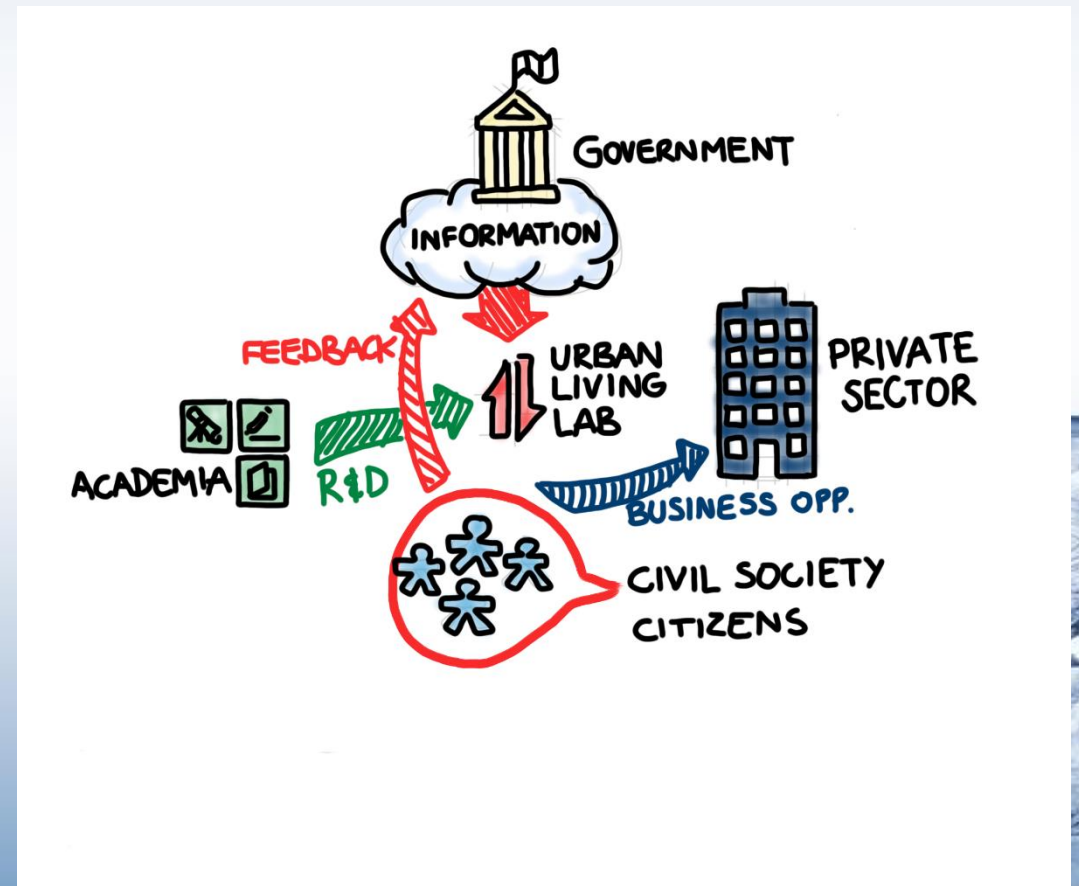 GOVERNMENT
INFORMATION
FEEDBACK
URBAN
LIVING
LAB
PRIVATE
SECTOR
ACADEMIA
R&D
BUSINESS OPP.
CIVIL SOCIETY
CITIZENS